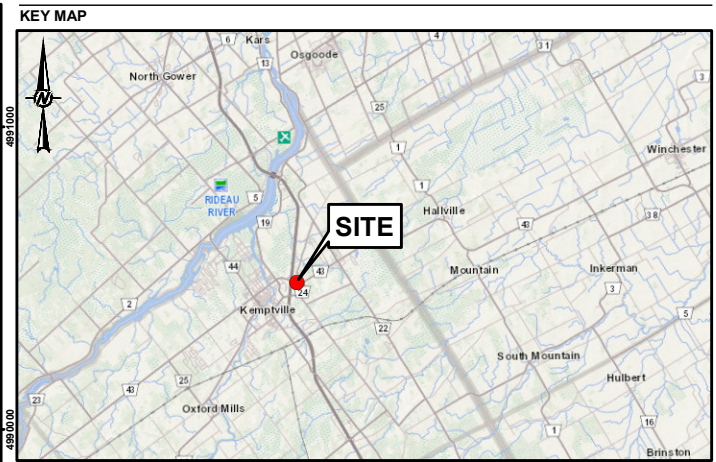 KEY MAP
4991000
4990000
N
6
Kars
Osgoode
31
North Gower
13
3
25
1
Winchester
1
RIDEAU
RIVER
5
Hallville
38
19
SITE
43
44
43
Mountain
Inkerman
24
3
2
Kemptville
5
22
South Mountain
25
Hulbert
43
23
Oxford Mills
16
1
Brinston